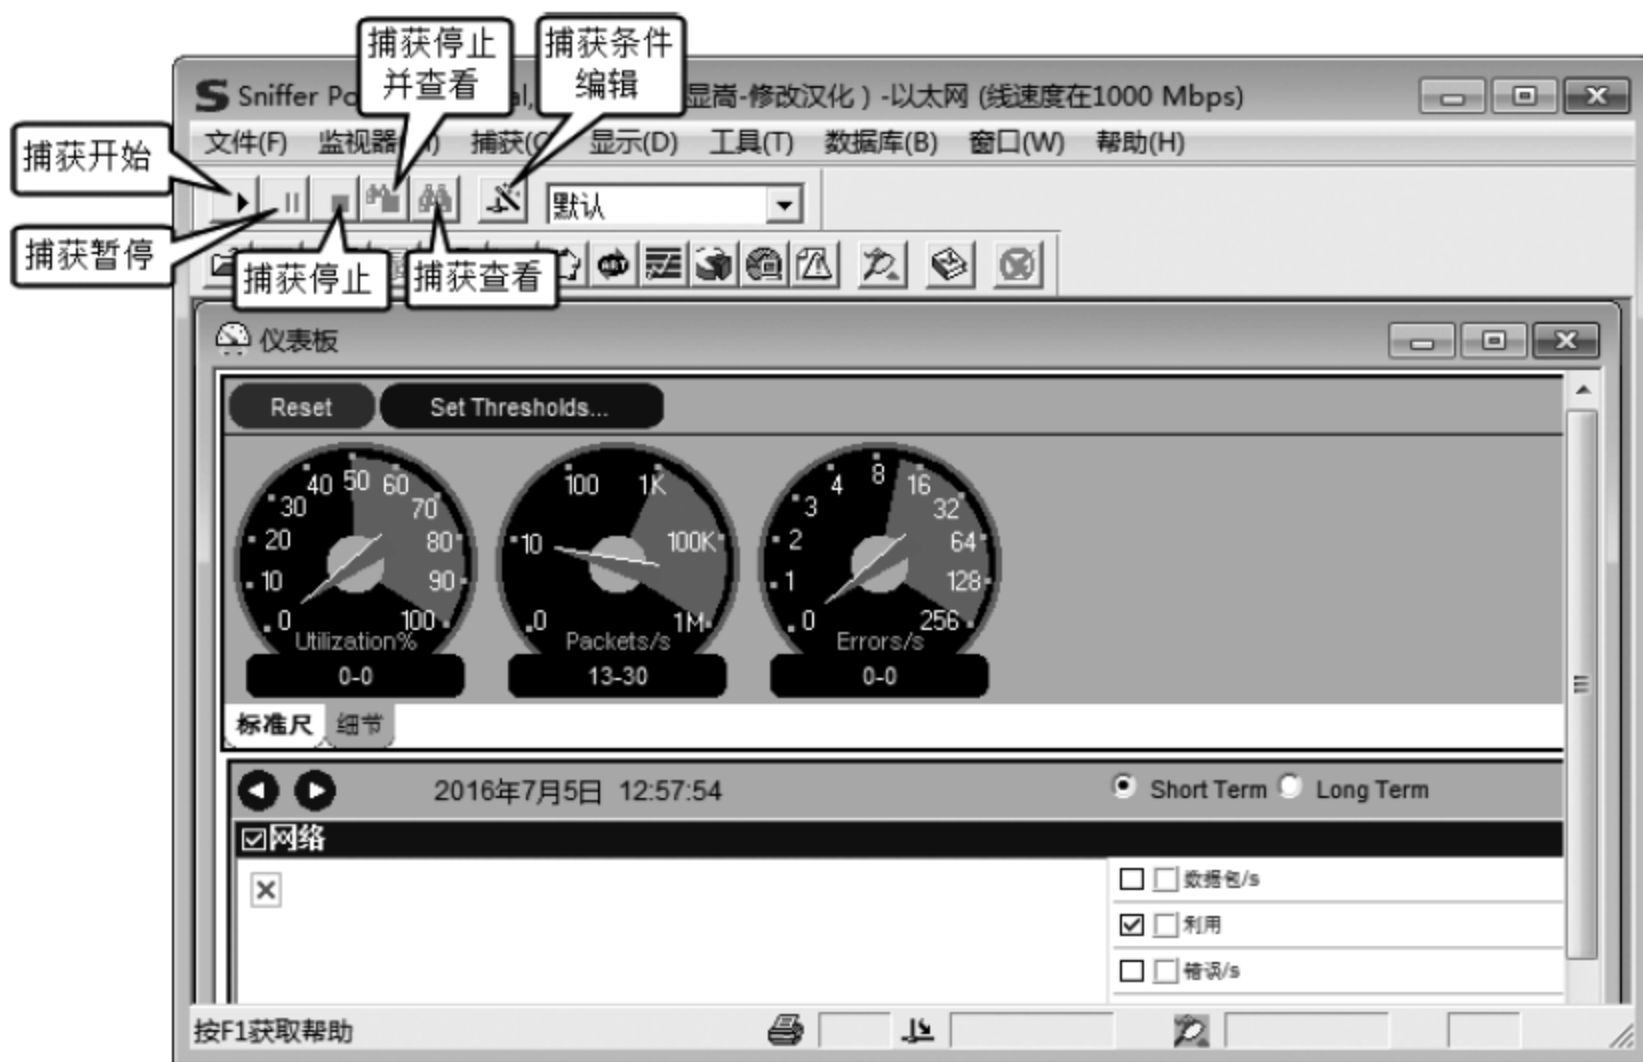 捕获停止
并查看
捕获条件
编辑
Sniffer Po al, 显嵩-修改汉化）-以太网 (线速度在1000 Mbps)
捕获开始
文件(F) 监视器 捕获(C 显示(D) 工具(T) 数据库(B) 窗口(W) 帮助(H)
默认
捕获暂停
捕获停止
捕获查看
ART
仪表板
Reset Set Thresholds...
0 10 20 30 40 50 60 70 80 90 100
Utilization%
0-0
0 10 100 1K 100K 1M
Packets/s
13-30
0 1 2 3 4 8 16 32 64 128 256
Errors/s
0-0
标准尺 细节
2016年7月5日 12:57:54 Short Term Long Term
网络
数据包/s
利用
错误/s
按F1获取帮助